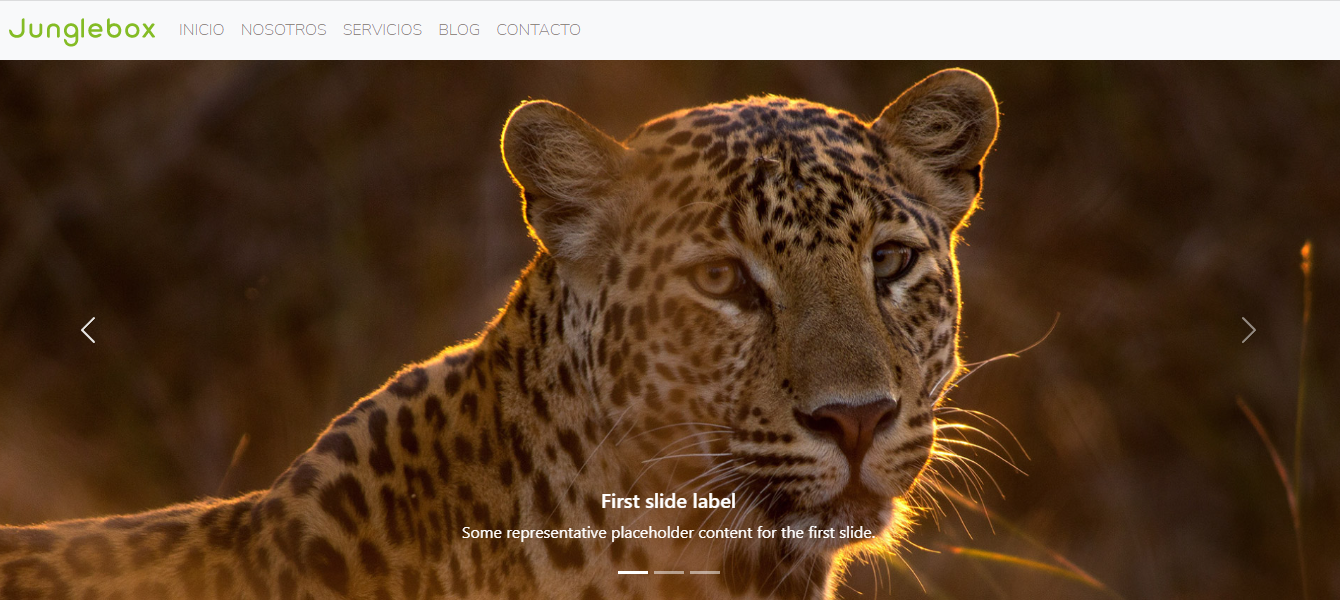 Junglebox INICIO NOSOTROS SERVICIOS BLOG CONTACTO
First slide label
Some representative placeholder content for the first slide.